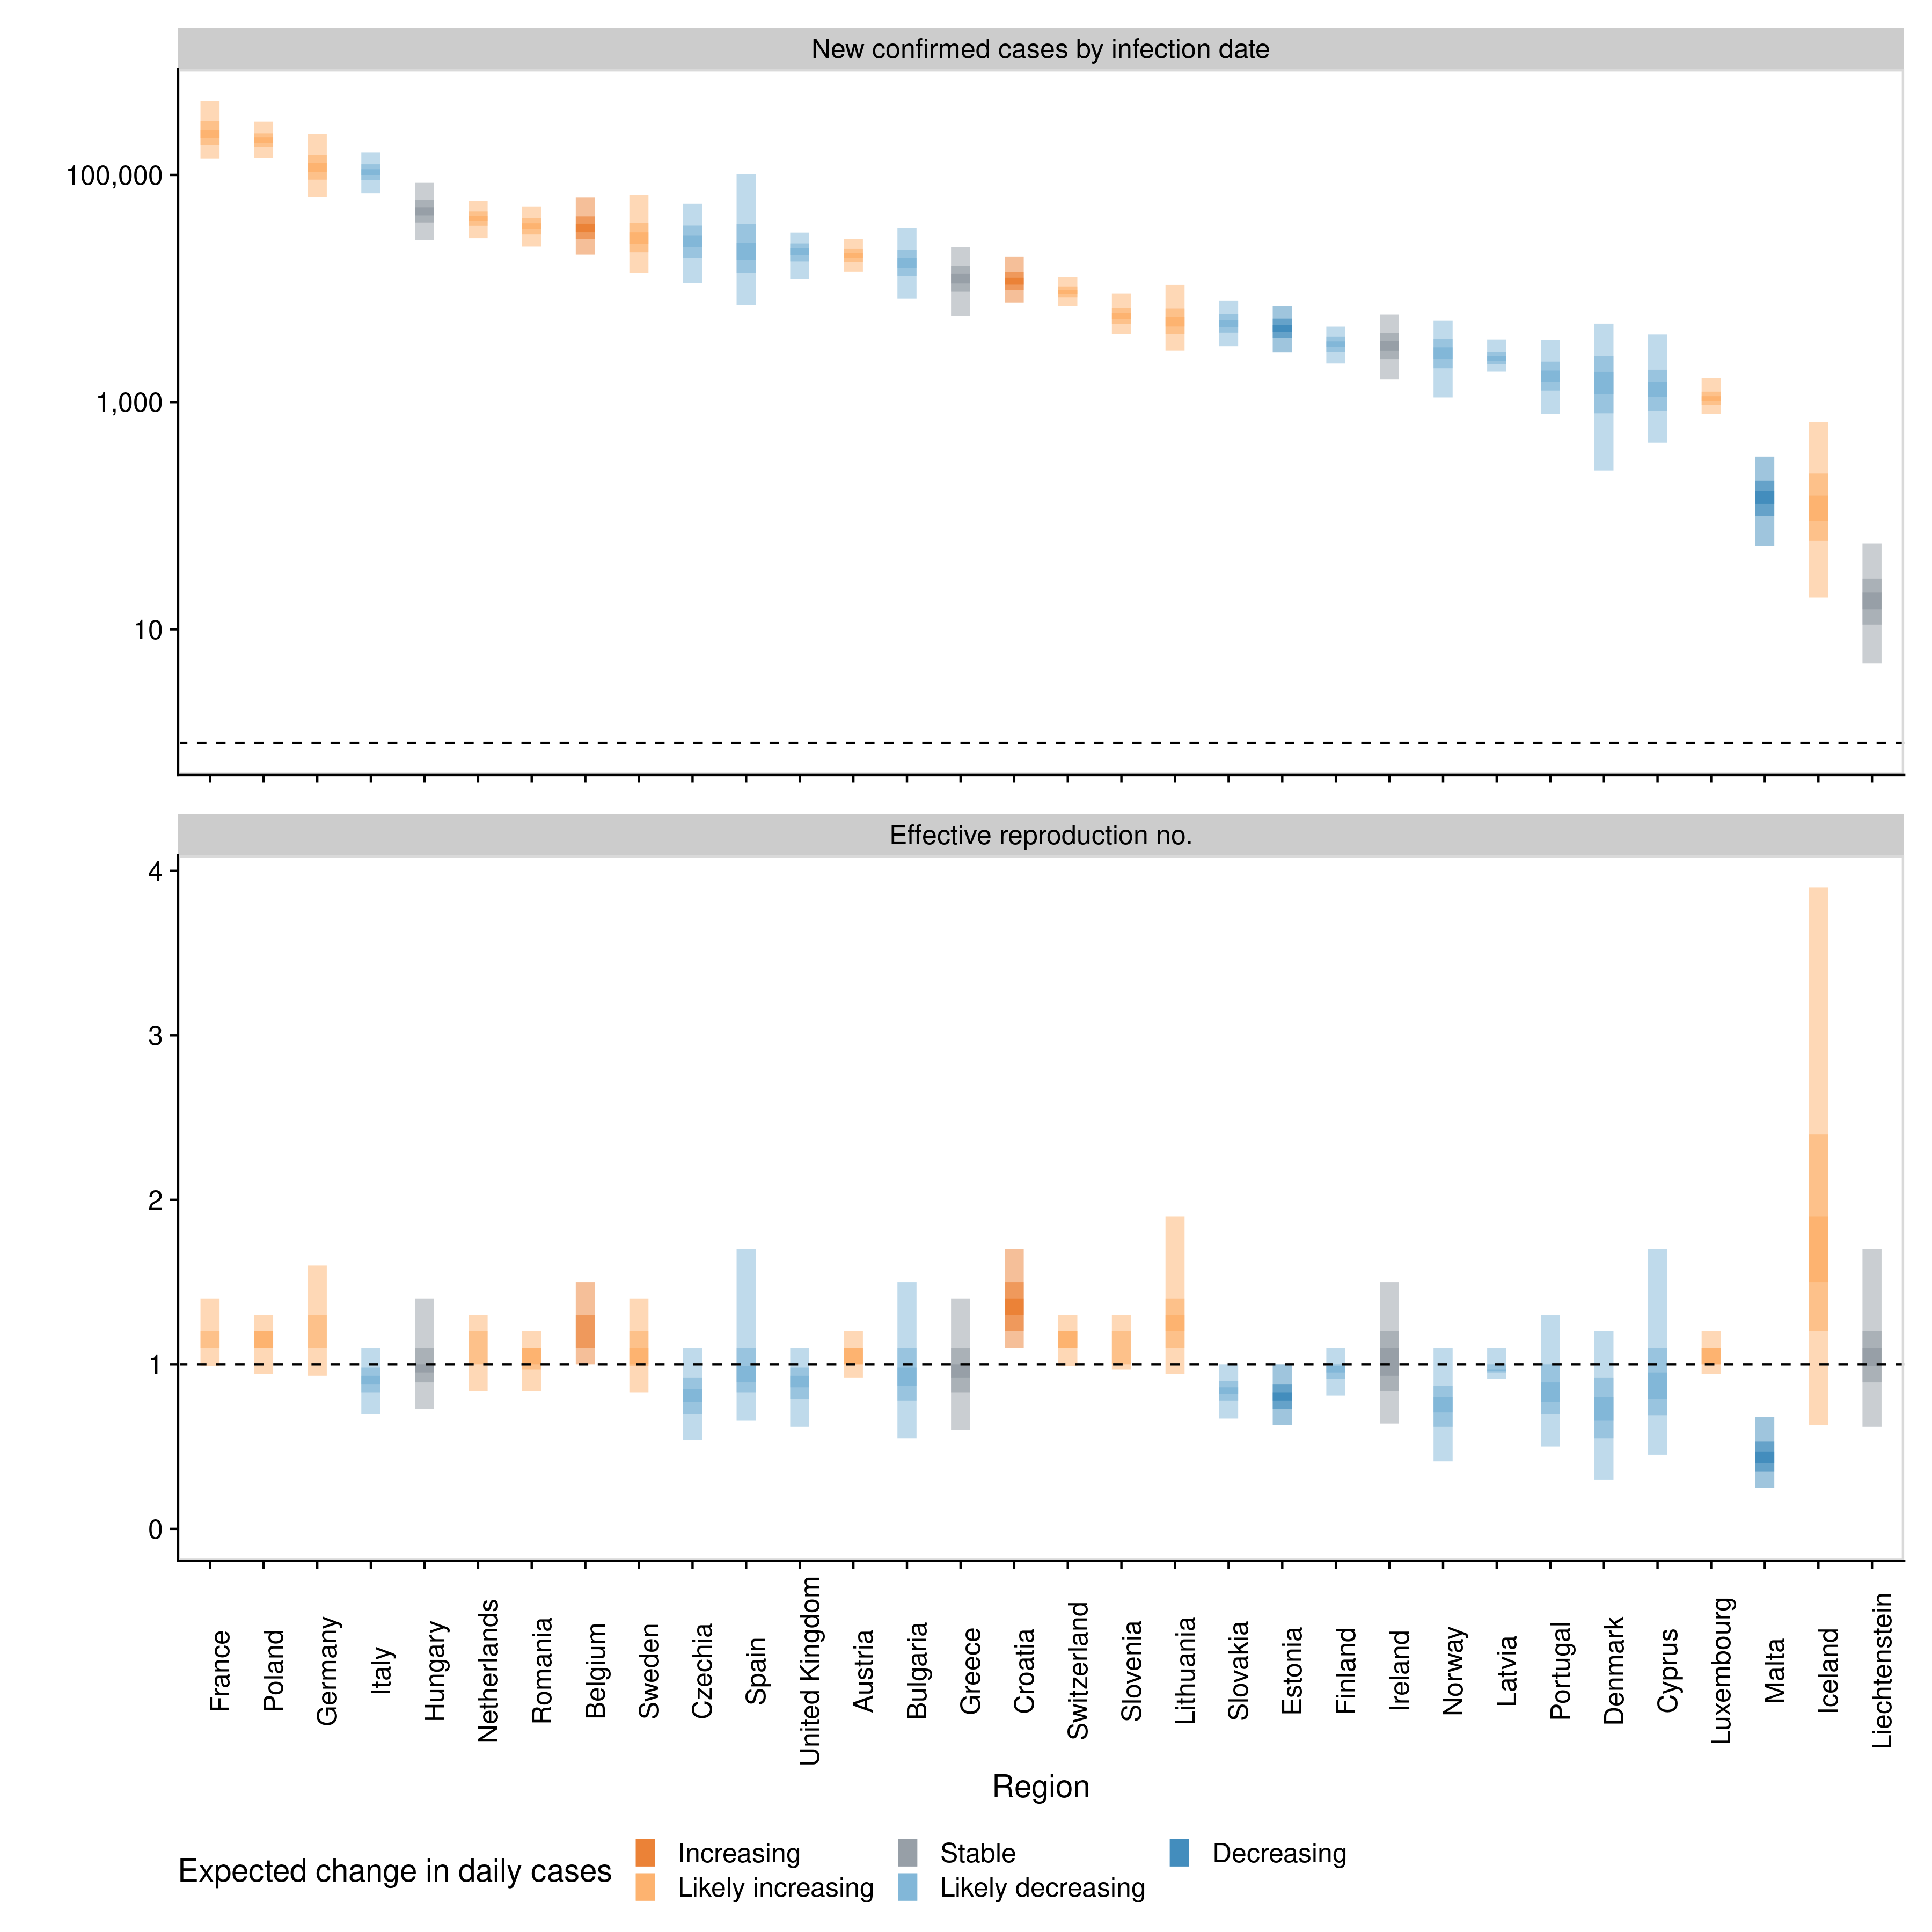 New confirmed cases by infection date
100,000
1,000
10
Effective reproduction no.
4
3
2
1
0
France
Poland
Germany
Italy
Hungary
Netherlands
Romania
Belgium
Sweden
Czechia
Spain
United Kingdom
Austria
Bulgaria
Greece
Croatia
Switzerland
Slovenia
Lithuania
Slovakia
Estonia
Finland
Ireland
Norway
Latvia
Portugal
Denmark
Cyprus
Luxembourg
Malta
Iceland
Liechtenstein
Region
Expected change in daily cases
Increasing
Likely increasing
Stable
Likely decreasing
Decreasing